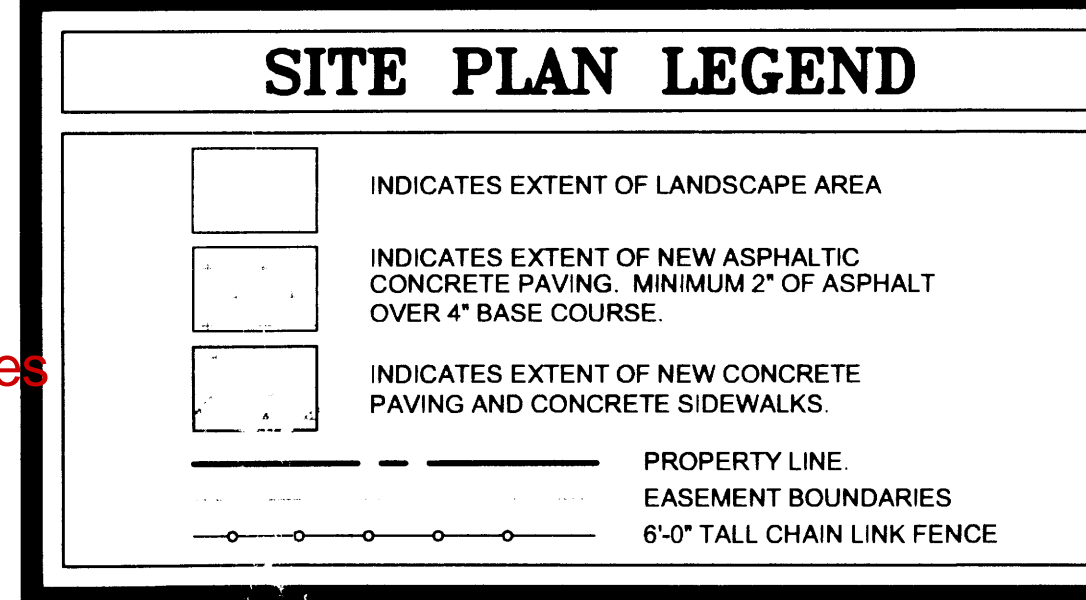 SITE PLAN LEGEND
INDICATES EXTENT OF LANDSCAPE AREA
INDICATES EXTENT OF NEW ASPHALTIC
CONCRETE PAVING. MINIMUM 2" OF ASPHALT
OVER 4" BASE COURSE.
es
INDICATES EXTENT OF NEW CONCRETE
PAVING AND CONCRETE SIDEWALKS.
PROPERTY LINE.
EASEMENT BOUNDARIES
6'-0" TALL CHAIN LINK FENCE